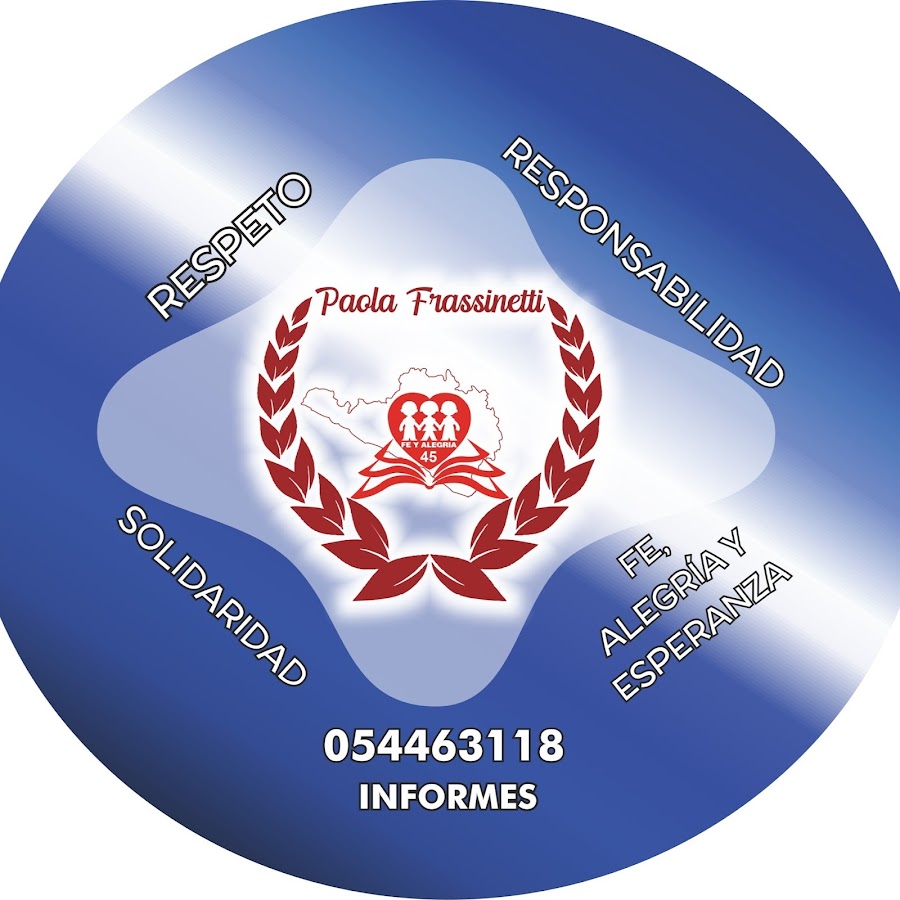 RESPETO
RESPONSABILIDAD
Paola Frassinetti
FE Y ALEGRIA
45
SOLIDARIDAD
FE,
ALEGRÍA Y
ESPERANZA
054463118
INFORMES